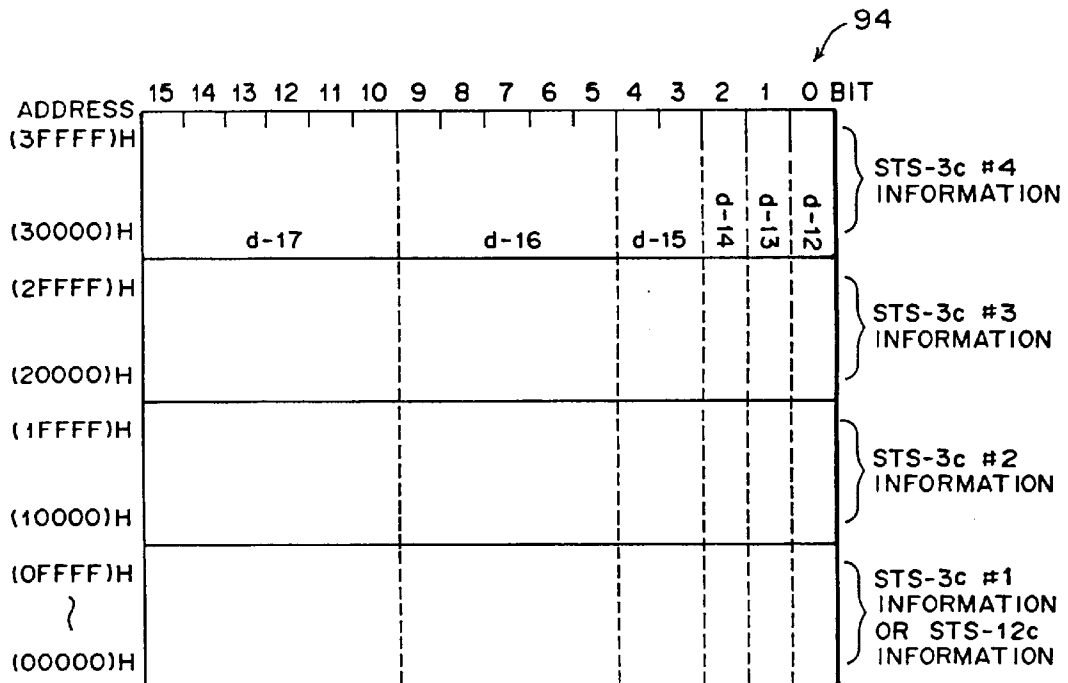 94
15 14 13 12 11 10 9 8 7 6 5 4 3 2 1 0 BIT
ADDRESS
(3FFFF)H
STS-3c #4
INFORMATION
(30000)H
d-17 d-16 d-15 d-14 d-13 d-12
(2FFFF)H
STS-3c #3
INFORMATION
(20000)H
(1FFFF)H
STS-3c #2
INFORMATION
(10000)H
(0FFFF)H
STS-3c #1
INFORMATION
OR STS-12c
INFORMATION
(00000)H